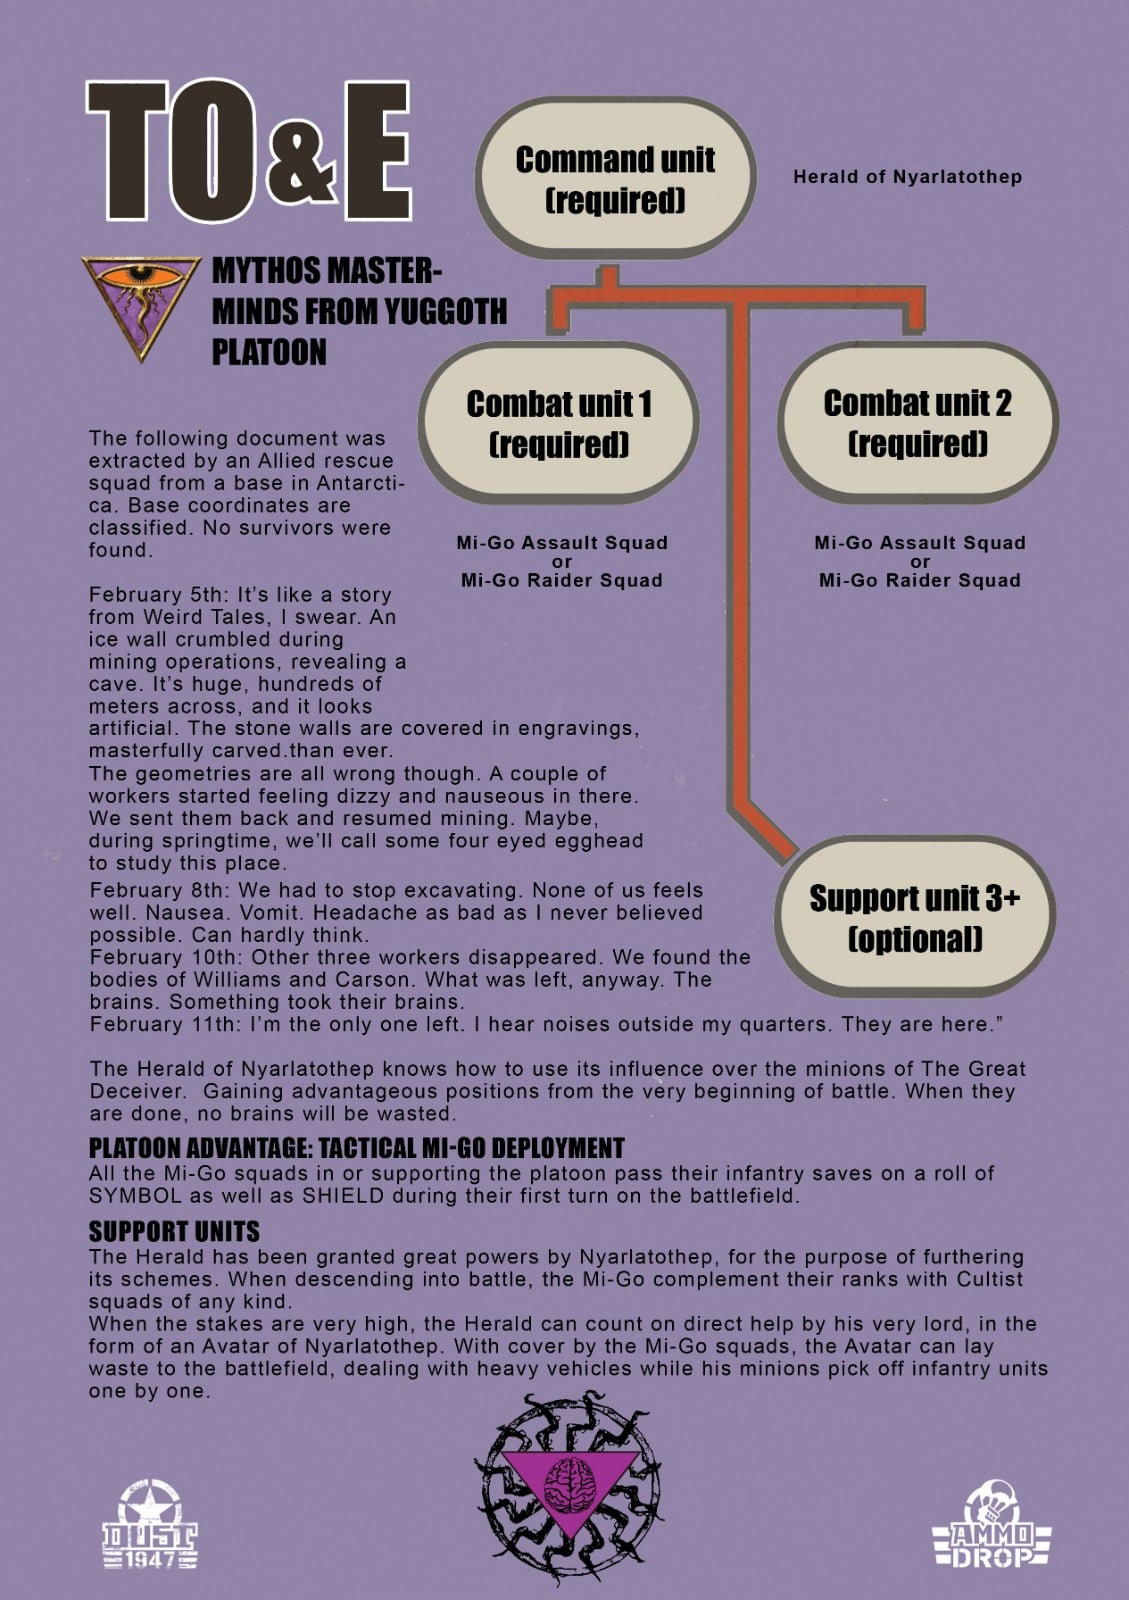 TO&E
Command unit
(required)
Herald of Nyarlatothep
MYTHOS MASTER-
MINDS FROM YUGGOTH
PLATOON
Combat unit 1
(required)
Combat unit 2
(required)
Mi-Go Assault Squad
or
Mi-Go Raider Squad
Mi-Go Assault Squad
or
Mi-Go Raider Squad
The following document was
extracted by an Allied rescue
squad from a base in Antarcti-
ca. Base coordinates are
classified. No survivors were
found.
February 5th: It's like a story
from Weird Tales, I swear. An
ice wall crumbled during
mining operations, revealing a
cave. It's huge, hundreds of
meters across, and it looks
artificial. The stone walls are covered in engravings,
masterfully carved.than ever.
The geometries are all wrong though. A couple of
workers started feeling dizzy and nauseous in there.
We sent them back and resumed mining. Maybe,
during springtime, we'll call some four eyed egghead
to study this place.
February 8th: We had to stop excavating. None of us feels
well. Nausea. Vomit. Headache as bad as I never believed
possible. Can hardly think.
February 10th: Other three workers disappeared. We found the
bodies of Williams and Carson. What was left, anyway. The
brains. Something took their brains.
February 11th: I'm the only one left. I hear noises outside my quarters. They are here.”
Support unit 3+
(optional)
The Herald of Nyarlatothep knows how to use its influence over the minions of The Great
Deceiver.  Gaining advantageous positions from the very beginning of battle. When they
are done, no brains will be wasted.
PLATOON ADVANTAGE: TACTICAL MI-GO DEPLOYMENT
All the Mi-Go squads in or supporting the platoon pass their infantry saves on a roll of
SYMBOL as well as SHIELD during their first turn on the battlefield.
SUPPORT UNITS
The Herald has been granted great powers by Nyarlatothep, for the purpose of furthering
its schemes. When descending into battle, the Mi-Go complement their ranks with Cultist
squads of any kind.
When the stakes are very high, the Herald can count on direct help by his very lord, in the
form of an Avatar of Nyarlatothep. With cover by the Mi-Go squads, the Avatar can lay
waste to the battlefield, dealing with heavy vehicles while his minions pick off infantry units
one by one.
DUST
1947
AMMO
DROP